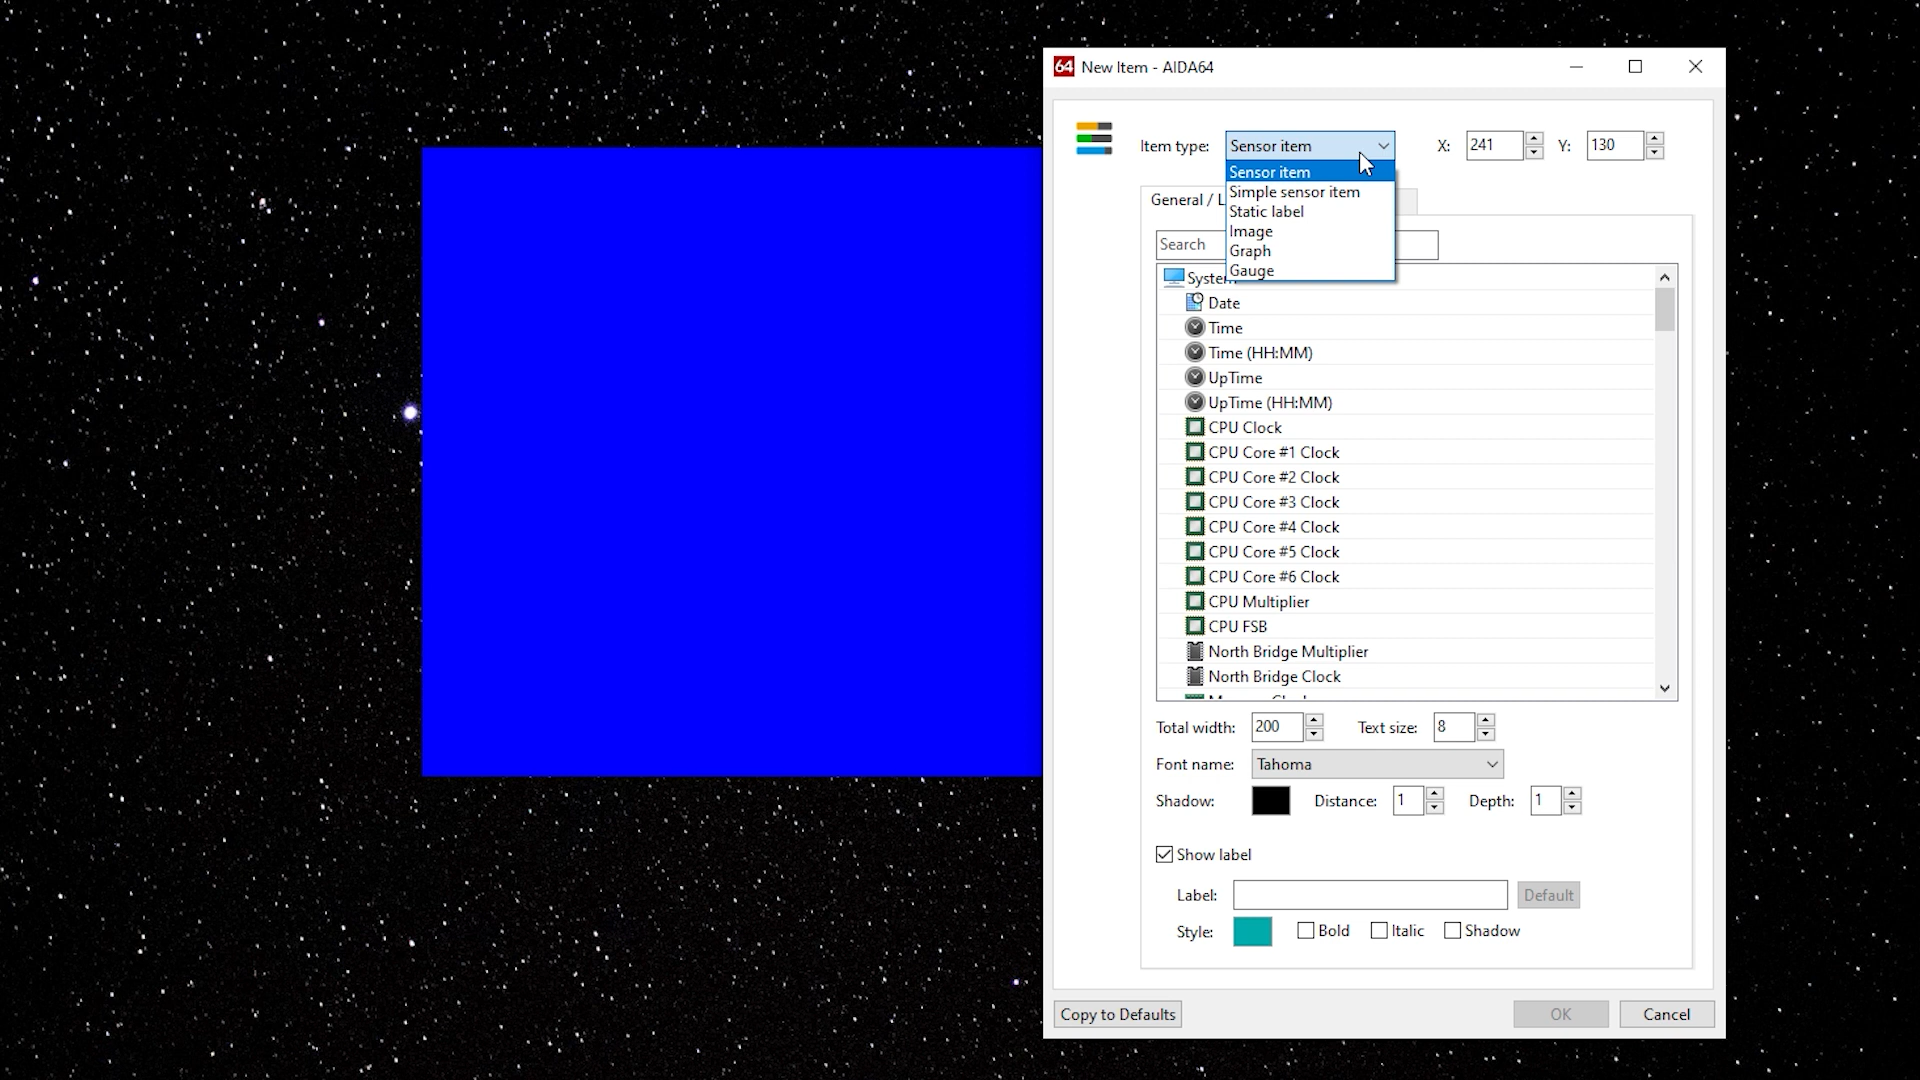 64 New Item - AIDA64
Item type: Sensor item X: 241 Y: 130
Sensor item
Simple sensor item
Static label
Image
Graph
Gauge
General / L
Search
System
Date
Time
Time (HH:MM)
UpTime
UpTime (HH:MM)
CPU Clock
CPU Core #1 Clock
CPU Core #2 Clock
CPU Core #3 Clock
CPU Core #4 Clock
CPU Core #5 Clock
CPU Core #6 Clock
CPU Multiplier
CPU FSB
North Bridge Multiplier
North Bridge Clock
Total width: 200 Text size: 8
Font name: Tahoma
Shadow: Distance: 1 Depth: 1
Show label
Label: Default
Style: Bold Italic Shadow
Copy to Defaults OK Cancel